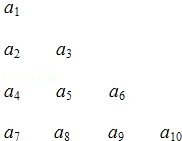 a₁
a₂ a₃
a₄ a₅ a₆
a₇ a₈ a₉ a₁₀